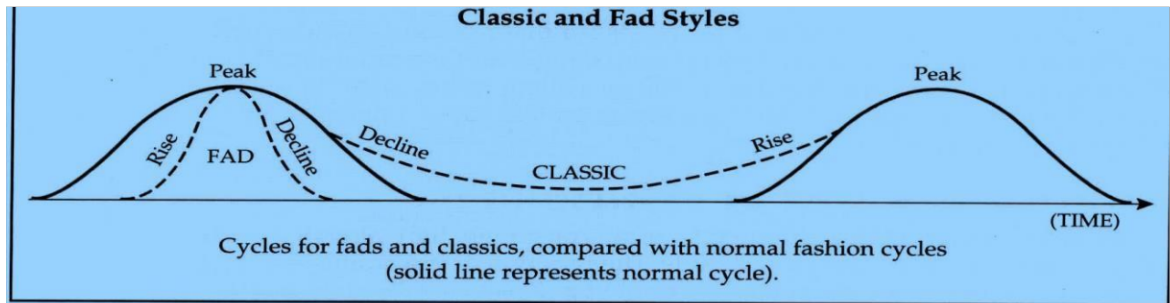 Classic and Fad Styles
Peak
Peak
Rise
FAD
Decline
Decline
CLASSIC
Rise
(TIME)
Cycles for fads and classics, compared with normal fashion cycles
(solid line represents normal cycle).